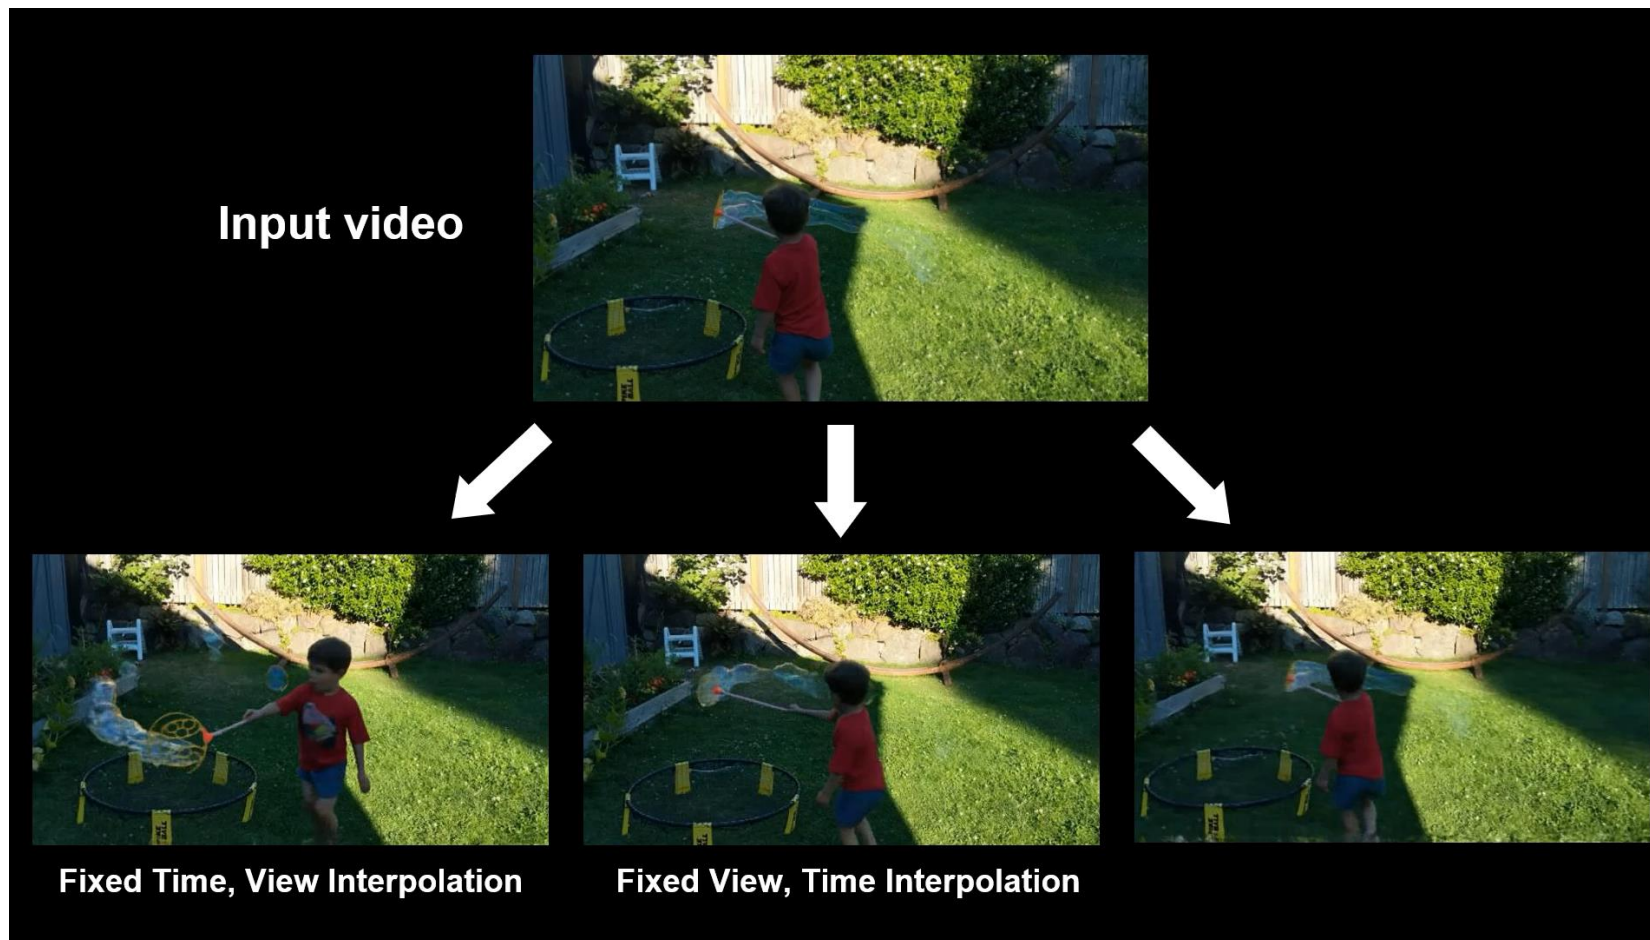 Input video
Fixed Time, View Interpolation
Fixed View, Time Interpolation